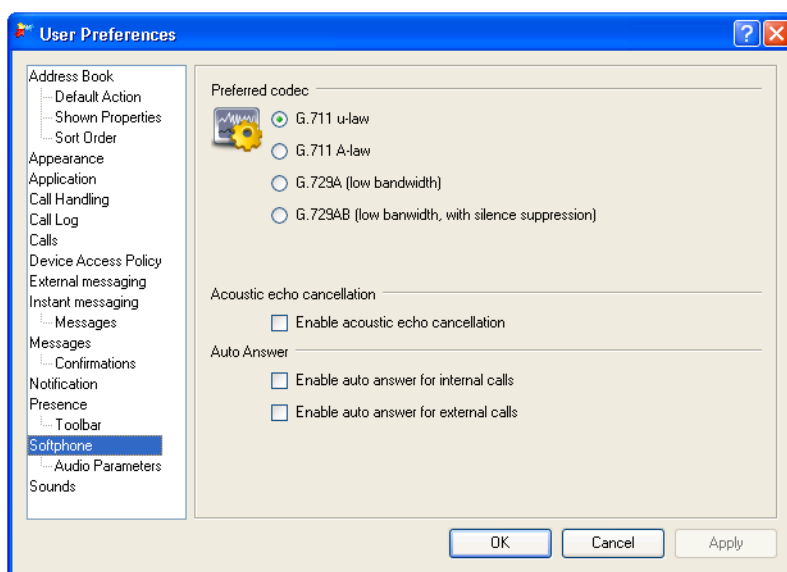 User Preferences
Address Book
Default Action
Shown Properties
Sort Order
Appearance
Application
Call Handling
Call Log
Calls
Device Access Policy
External messaging
Instant messaging
Messages
Messages
Confirmations
Notification
Presence
Toolbar
Softphone
Audio Parameters
Sounds
Preferred codec
G.711 u-law
G.711 A-law
G.729A (low bandwidth)
G.729AB (low banwidth, with silence suppression)
Acoustic echo cancellation
Enable acoustic echo cancellation
Auto Answer
Enable auto answer for internal calls
Enable auto answer for external calls
OK
Cancel
Apply